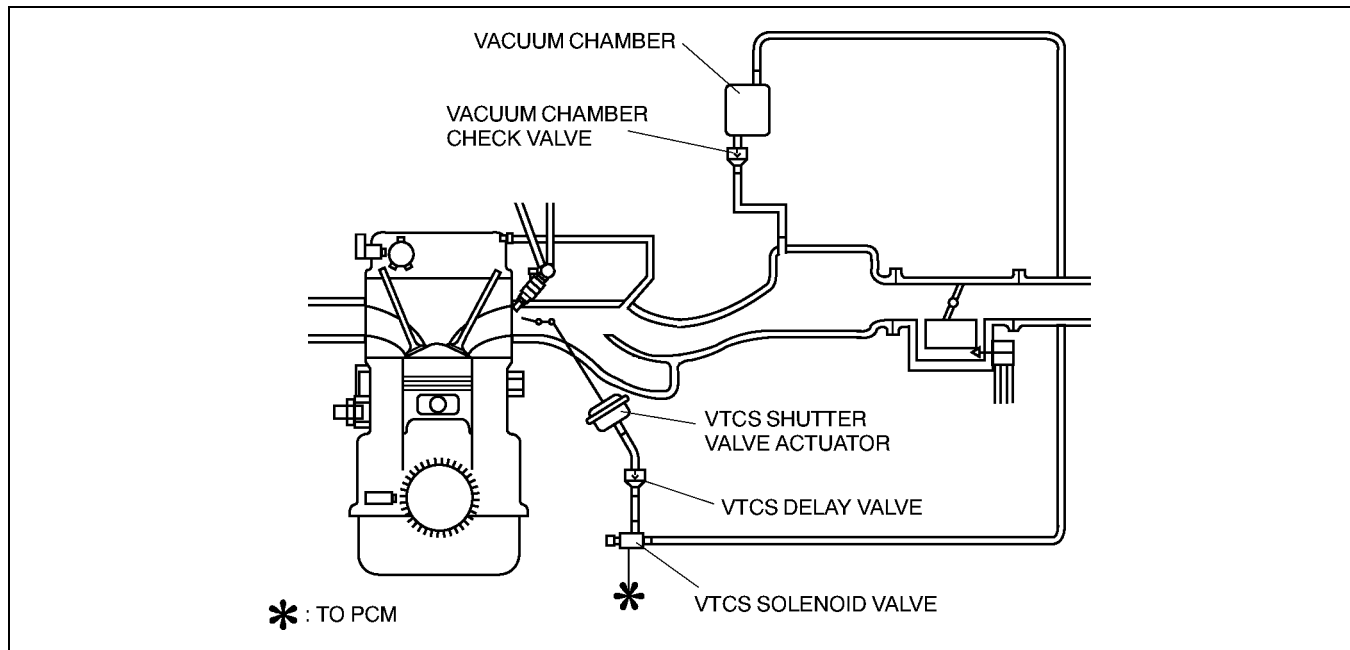 VACUUM CHAMBER
VACUUM CHAMBER
CHECK VALVE
VTCS SHUTTER
VALVE ACTUATOR
VTCS DELAY VALVE
VTCS SOLENOID VALVE
* : TO PCM